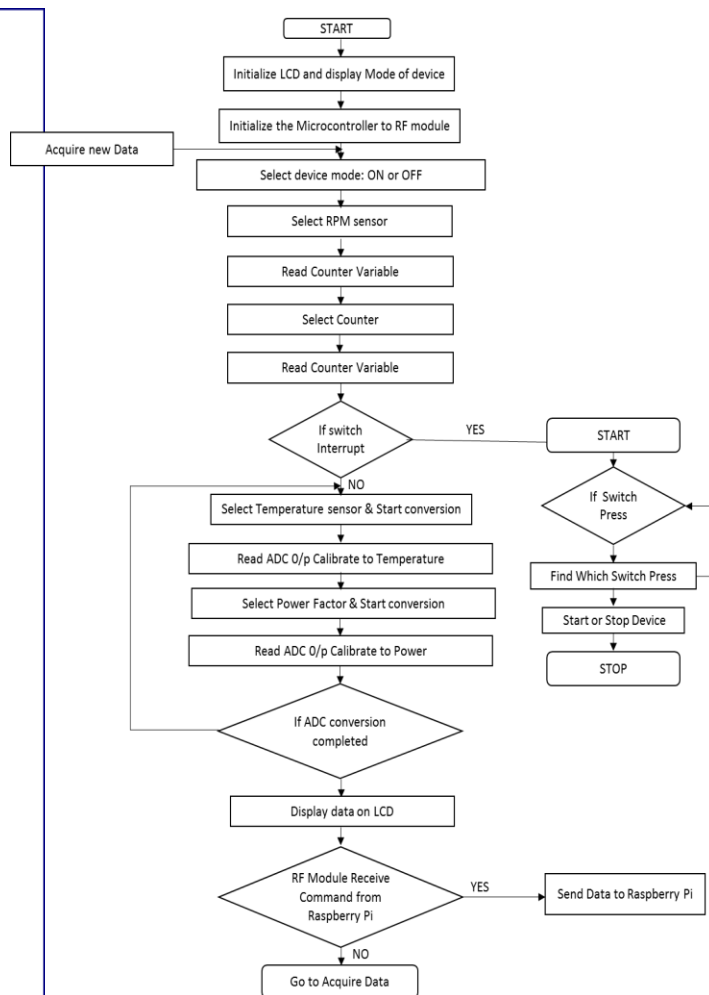 START
Initialize LCD and display Mode of device
Initialize the Microcontroller to RF module
Acquire new Data
Select device mode: ON or OFF
Select RPM sensor
Read Counter Variable
Select Counter
Read Counter Variable
If switch
Interrupt
YES
NO
START
If Switch
Press
Find Which Switch Press
Start or Stop Device
STOP
Select Temperature sensor & Start conversion
Read ADC 0/p Calibrate to Temperature
Select Power Factor & Start conversion
Read ADC 0/p Calibrate to Power
If ADC conversion
completed
Display data on LCD
RF Module Receive
Command from
Raspberry Pi
YES
Send Data to Raspberry Pi
NO
Go to Acquire Data